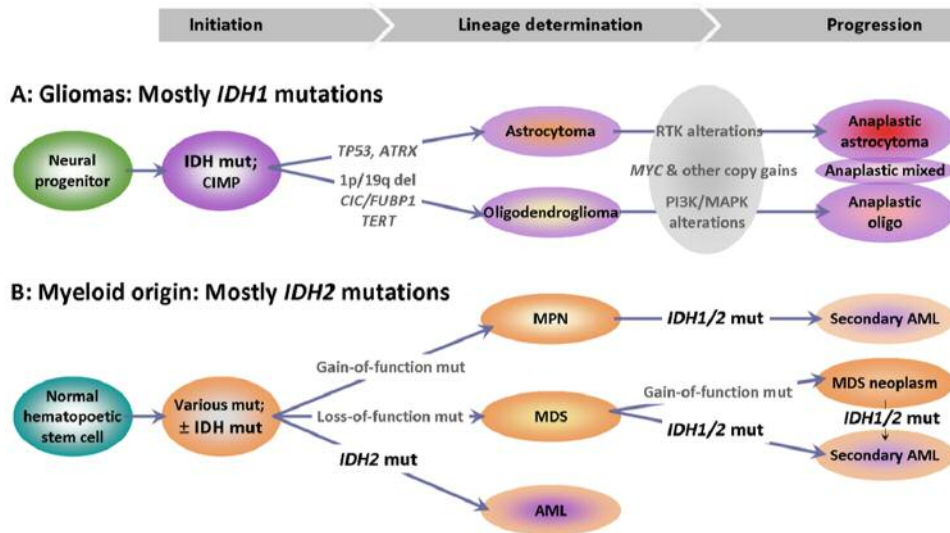 Initiation
Lineage determination
Progression
A: Gliomas: Mostly IDH1 mutations
Neural
progenitor
IDH mut;
CIMP
TP53, ATRX
1p/19q del
CIC/FUBP1
TERT
Astrocytoma
Oligodendroglioma
RTK alterations
MYC & other copy gains
PI3K/MAPK
alterations
Anaplastic
astrocytoma
Anaplastic mixed
Anaplastic
oligo
B: Myeloid origin: Mostly IDH2 mutations
Normal
hematopoetic
stem cell
Various mut;
± IDH mut
Gain-of-function mut
Loss-of-function mut
IDH2 mut
MPN
MDS
AML
IDH1/2 mut
Gain-of-function mut
IDH1/2 mut
Secondary AML
MDS neoplasm
IDH1/2 mut
Secondary AML